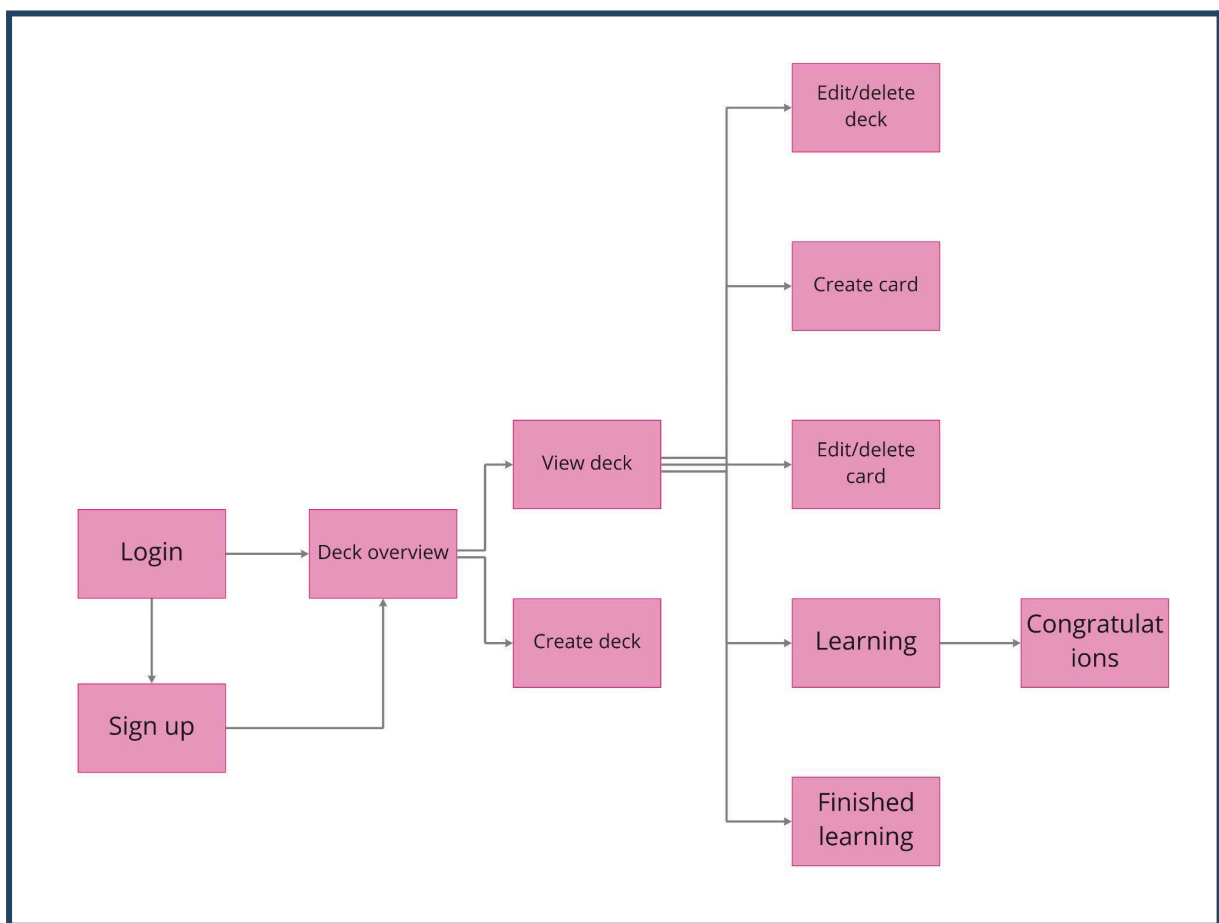 Edit/delete
deck
Create card
View deck
Edit/delete
card
Login
Deck overview
Create deck
Learning
Congratulat
ions
Sign up
Finished
learning